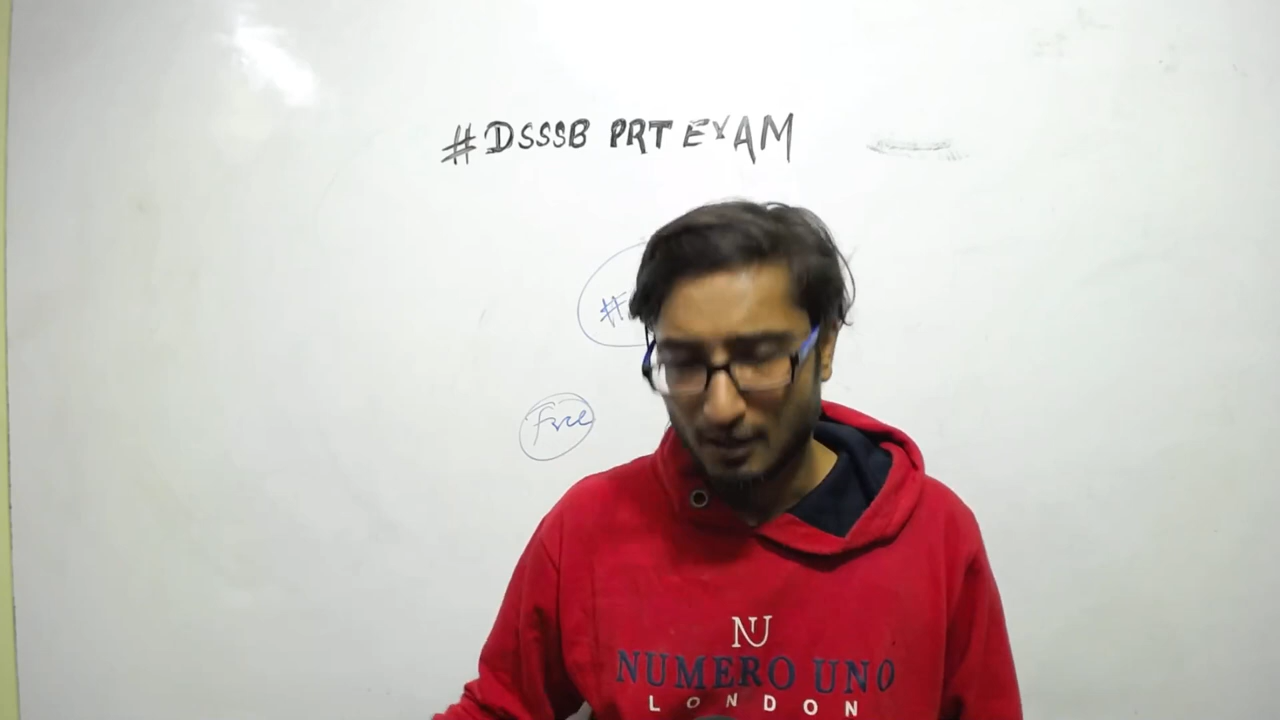 #DSSSB PRT EXAM
Free
NU
NUMERO UNO
LONDON